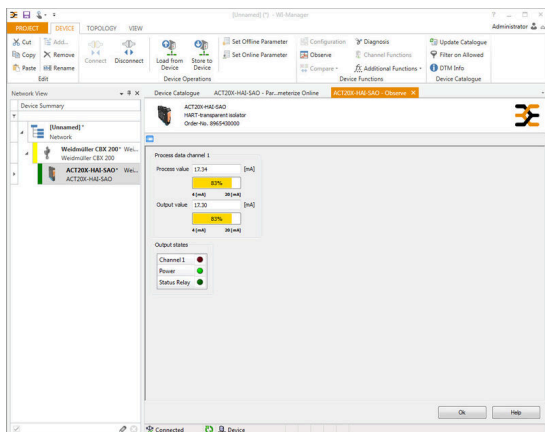 [Unnamed] (*) - WI-Manager
PROJECT DEVICE TOPOLOGY VIEW Administrator
Cut Add...
Copy Remove
Paste Rename
Connect Disconnect
Load from Device Store to Device
Set Offline Parameter
Set Online Parameter
Configuration Diagnosis
Observe Channel Functions
Compare Additional Functions
Update Catalogue
Filter on Allowed
DTM Info
Edit Device Operations Device Functions Device Catalogue
Network View
Device Summary
[Unnamed]*
Network
Weidmüller CBX 200* Wei...
Weidmüller CBX 200
ACT20X-HAI-SAO* Wei...
ACT20X-HAI-SAO
Device Catalogue ACT20X-HAI-SAO - Par...meterize Online ACT20X-HAI-SAO - Observe
ACT20X-HAI-SAO
HART-transparent isolator
Order-No. 8965430000
Process data channel 1
Process value 17.34 [mA]
83%
4 [mA] 20 [mA]
Output value 17.30 [mA]
83%
4 [mA] 20 [mA]
Output states
Channel 1
Power
Status Relay
Ok Help
Connected Device